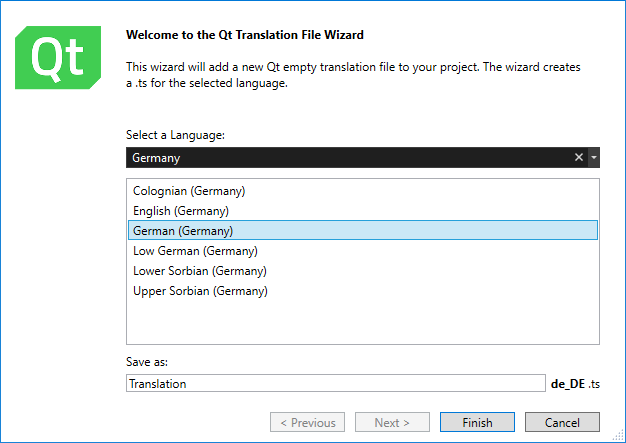 Qt
Welcome to the Qt Translation File Wizard
This wizard will add a new Qt empty translation file to your project. The wizard creates
a .ts for the selected language.
Select a Language:
Germany
Colognian (Germany)
English (Germany)
German (Germany)
Low German (Germany)
Lower Sorbian (Germany)
Upper Sorbian (Germany)
Save as:
Translation de_DE .ts
< Previous Next > Finish Cancel